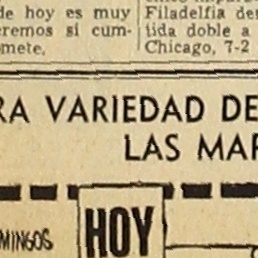 de hoy es muy
eremos si cum-
omete.
Filadelfia de
tida doble a
Chicago, 7-2
RA VARIEDAD DE
LAS MAR
MINGOS
HOY